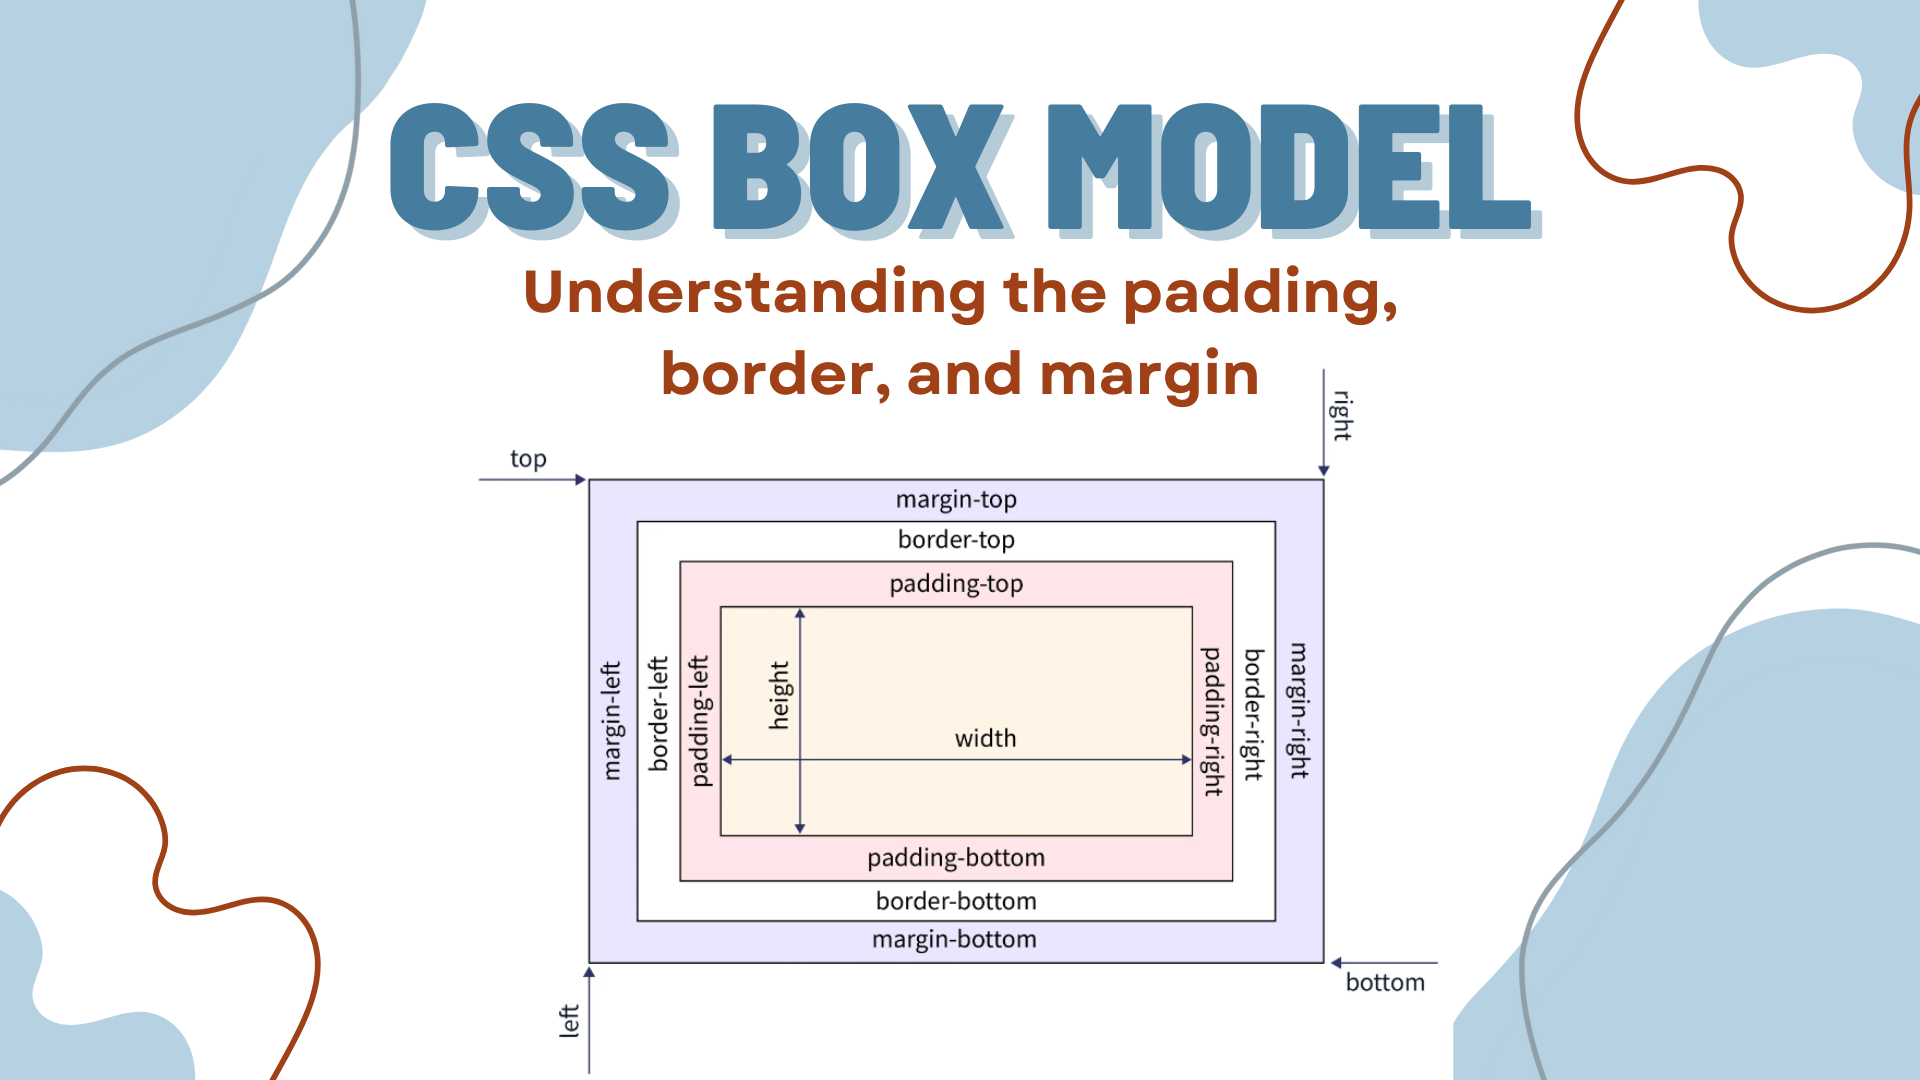 CSS BOX MODEL
Understanding the padding,
border, and margin
right
top
margin-top
border-top
padding-top
margin-left
border-left
padding-left
height
width
padding-right
border-right
margin-right
padding-bottom
border-bottom
margin-bottom
bottom
left